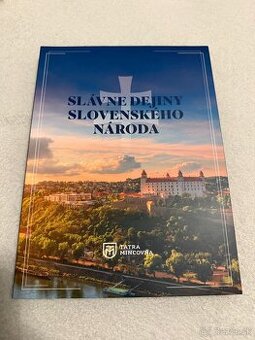 SLÁVNE DEJINY
SLOVENSKÉHO
NÁRODA
TATRA
MINCOVŇA